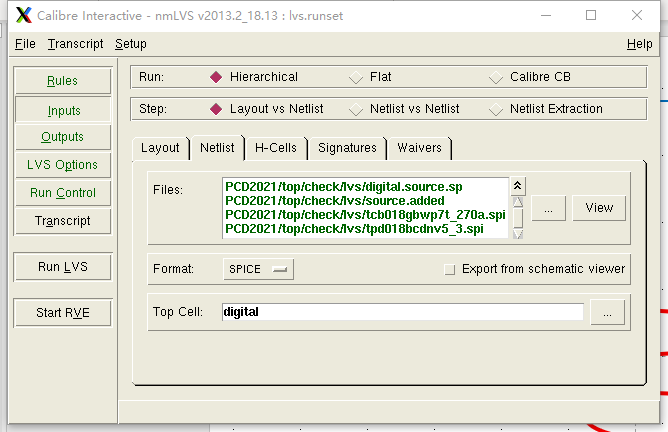 Calibre Interactive - nmLVS v2013.2_18.13 : lvs.runset
File Transcript Setup Help
Rules
Inputs
Outputs
LVS Options
Run Control
Transcript
Run LVS
Start RVE
Run: Hierarchical Flat Calibre CB
Step: Layout vs Netlist Netlist vs Netlist Netlist Extraction
Layout Netlist H-Cells Signatures Waivers
Files:
PCD2021/top/check/lvs/digital.source.sp
PCD2021/top/check/lvs/source.added
PCD2021/top/check/lvs/tcb018gbwp7t_270a.spi
PCD2021/top/check/lvs/tpd018bcdnv5_3.spi
... View
Format: SPICE Export from schematic viewer
Top Cell: digital ...